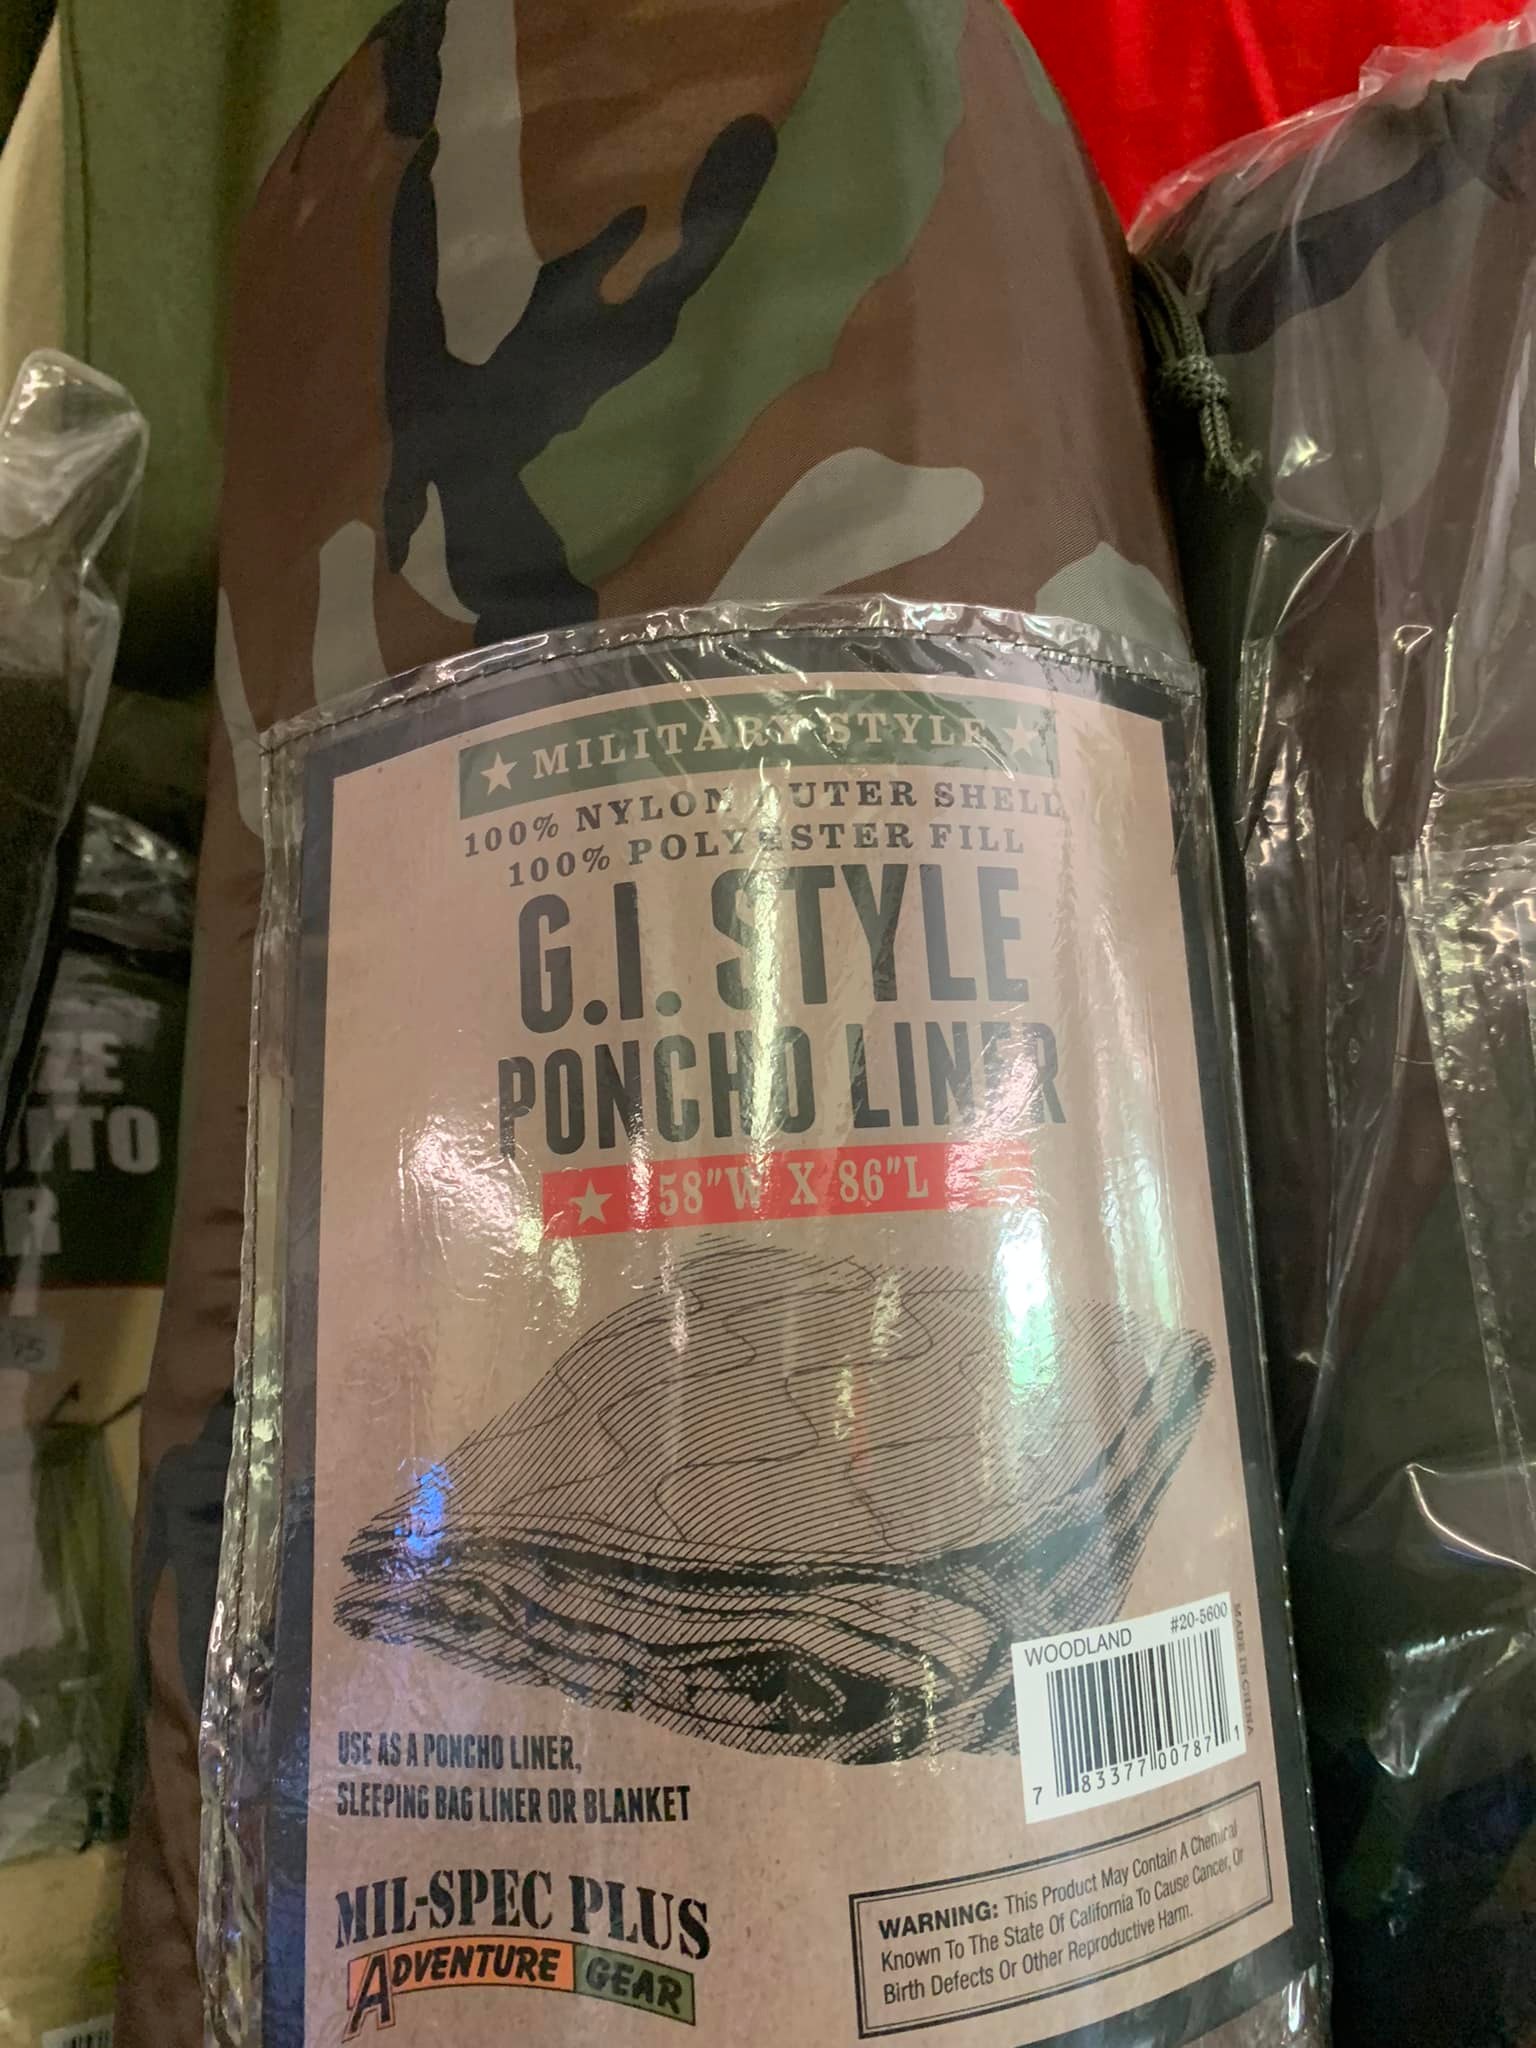 MILITARY STYLE
100% NYLON OUTER SHELL
100% POLYESTER FILL
G.I. STYLE
PONCHO LINER
58"W X 86"L
WOODLAND #20-5600
MADE IN CHINA
7 83377 00787 1
USE AS A PONCHO LINER,
SLEEPING BAG LINER OR BLANKET
MIL-SPEC PLUS
ADVENTURE GEAR
WARNING: This Product May Contain A Chemical
Known To The State Of California To Cause Cancer, Or
Birth Defects Or Other Reproductive Harm.